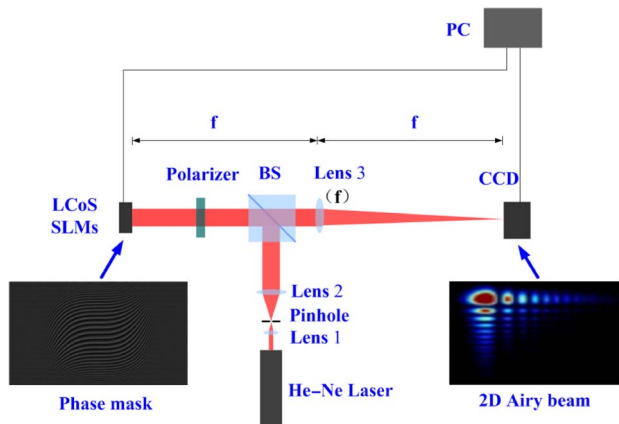 PC
f
f
Polarizer
BS
Lens 3
(f)
CCD
LCoS
SLMs
Lens 2
Pinhole
Lens 1
He–Ne Laser
Phase mask
2D Airy beam